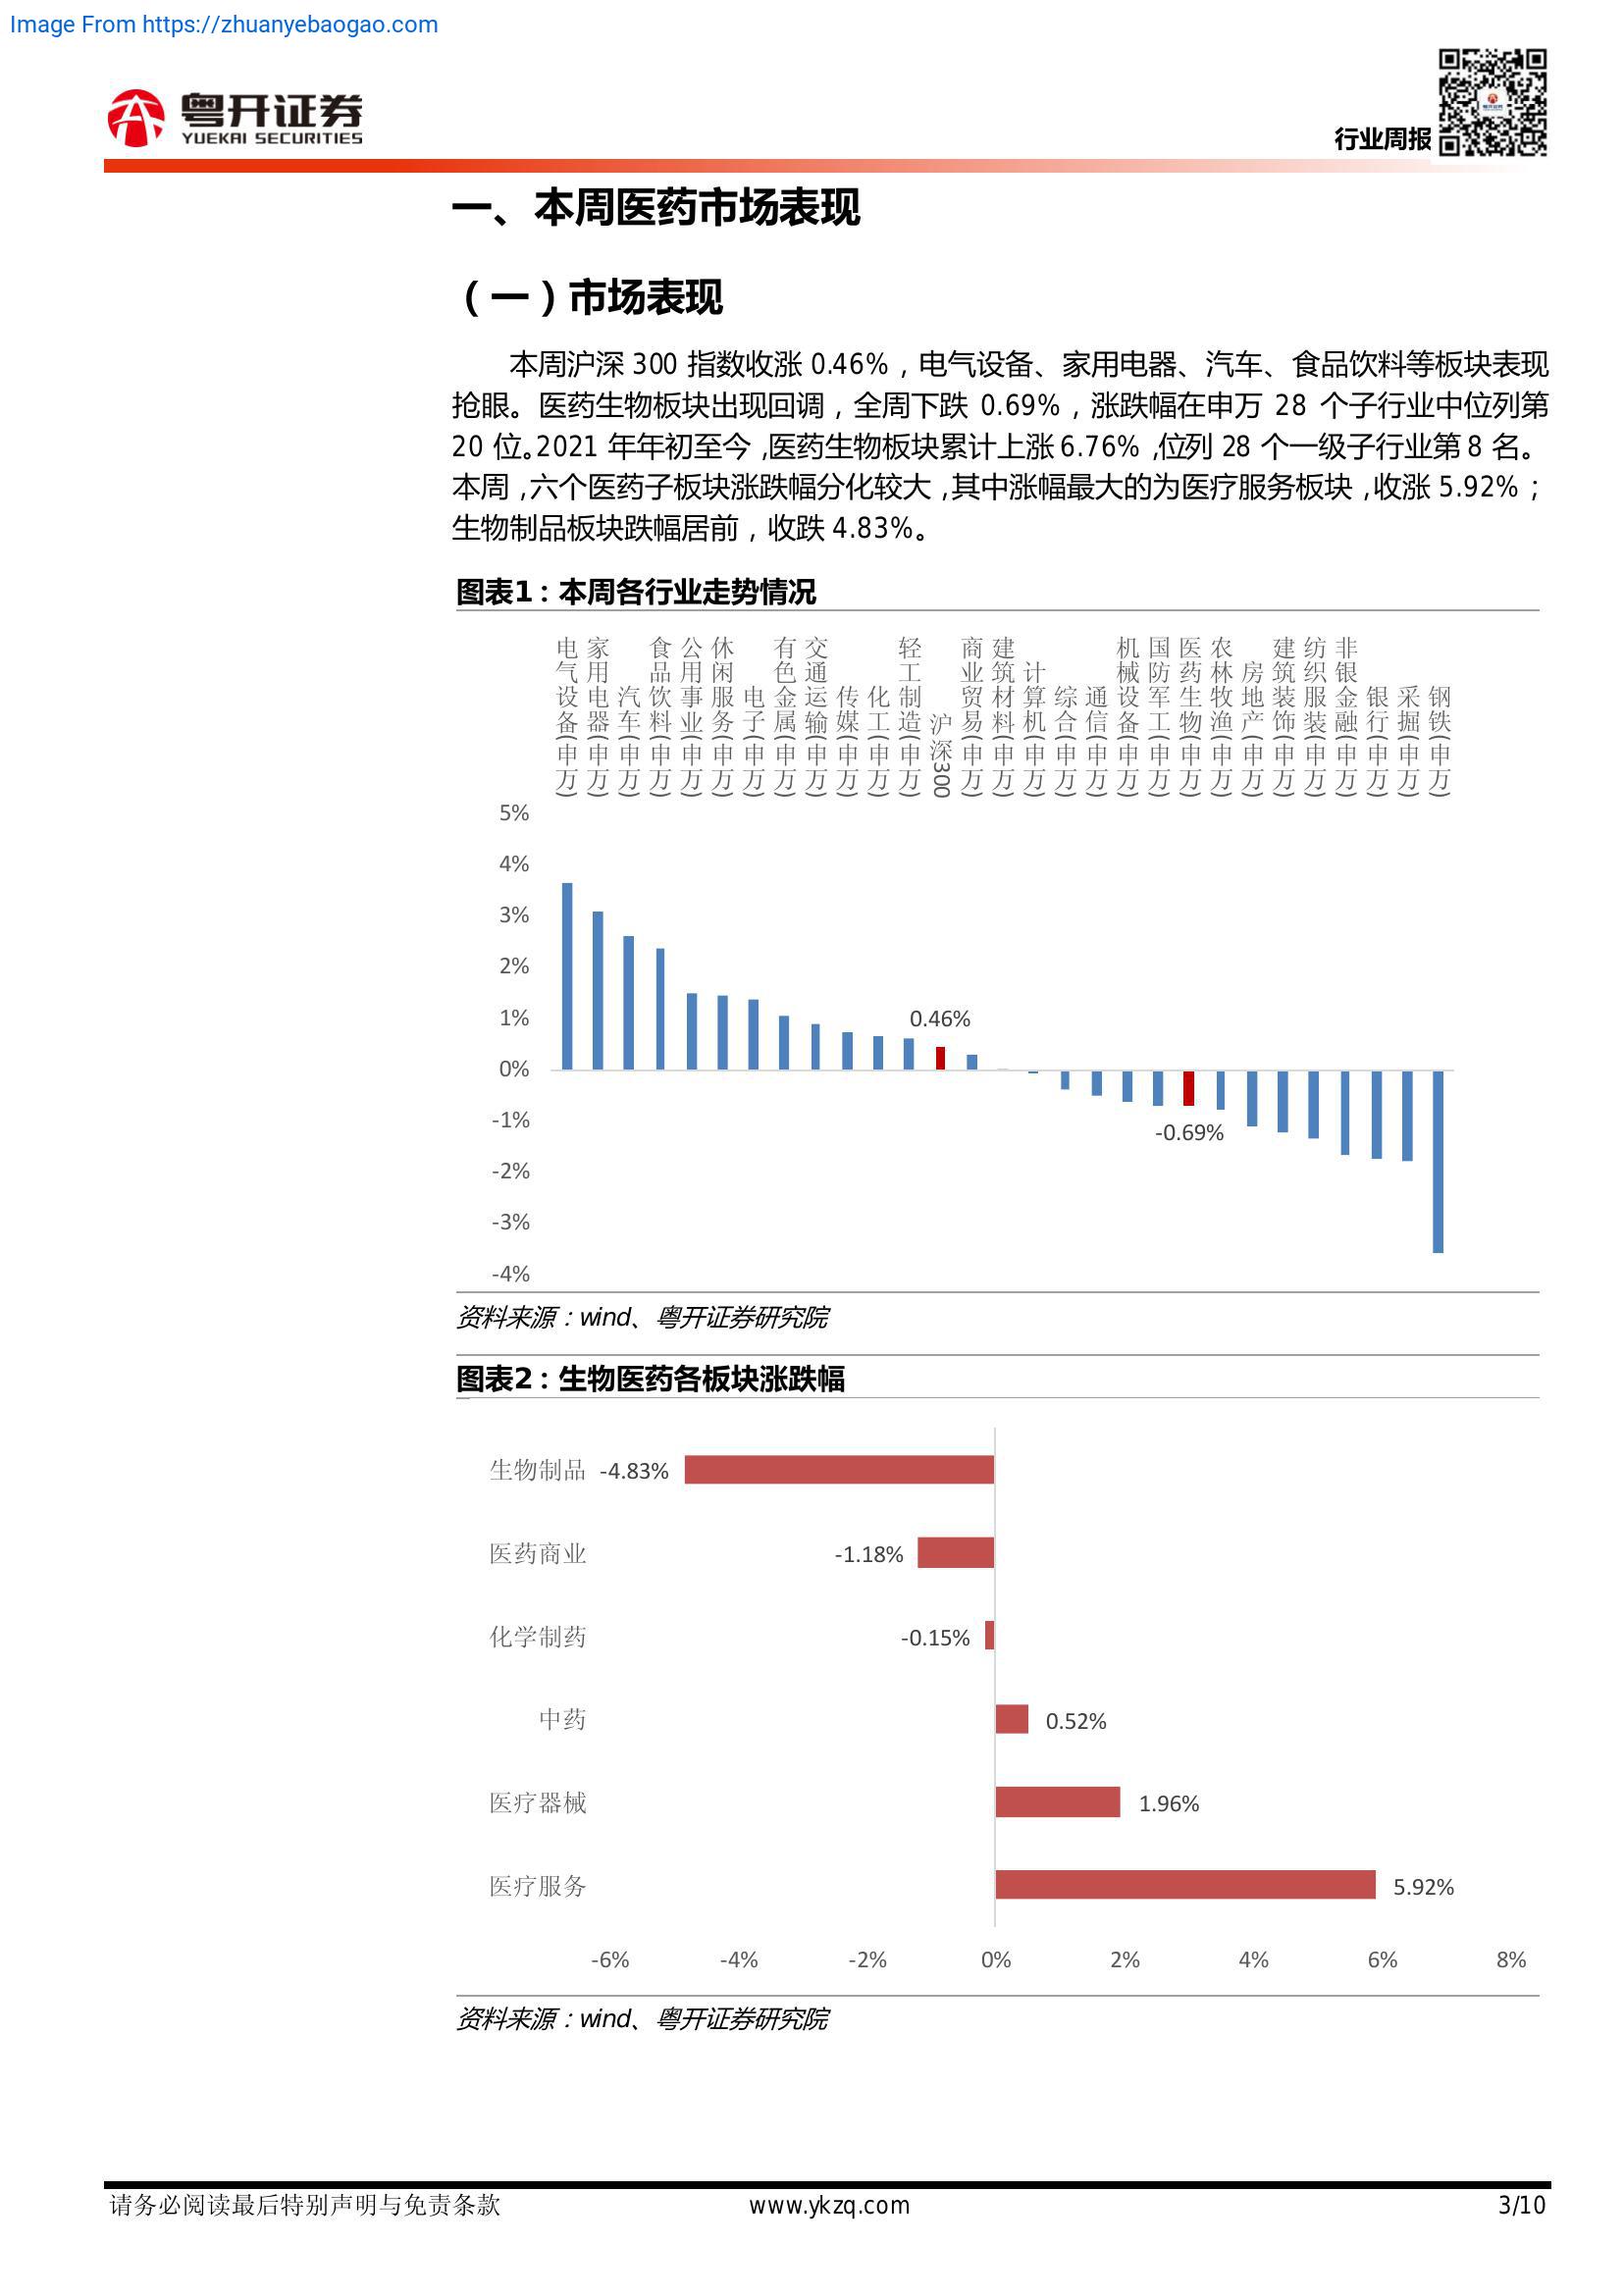 Image From https://zhuanyebaogao.com
粤开证券
YUEKAI SECURITIES
行业周报
一、本周医药市场表现
（一）市场表现
本周沪深 300 指数收涨 0.46%，电气设备、家用电器、汽车、食品饮料等板块表现
抢眼。医药生物板块出现回调，全周下跌 0.69%，涨跌幅在申万 28 个子行业中位列第
20 位。2021 年年初至今，医药生物板块累计上涨 6.76%，位列 28 个一级子行业第 8 名。
本周，六个医药子板块涨跌幅分化较大，其中涨幅最大的为医疗服务板块，收涨 5.92%；
生物制品板块跌幅居前，收跌 4.83%。
图表1：本周各行业走势情况
电气设备(申万)
家用电器(申万)
汽车(申万)
食品饮料(申万)
公用事业(申万)
休闲服务(申万)
电子(申万)
有色金属(申万)
交通运输(申万)
传媒(申万)
化工(申万)
轻工制造(申万)
沪深300
商业贸易(申万)
建筑材料(申万)
计算机(申万)
综合(申万)
通信(申万)
机械设备(申万)
国防军工(申万)
医药生物(申万)
农林牧渔(申万)
房地产(申万)
建筑装饰(申万)
纺织服装(申万)
非银金融(申万)
银行(申万)
采掘(申万)
钢铁(申万)
5%
4%
3%
2%
1%
0%
-1%
-2%
-3%
-4%
0.46%
-0.69%
资料来源：wind、粤开证券研究院
图表2：生物医药各板块涨跌幅
生物制品 -4.83%
医药商业 -1.18%
化学制药 -0.15%
中药 0.52%
医疗器械 1.96%
医疗服务 5.92%
-6% -4% -2% 0% 2% 4% 6% 8%
资料来源：wind、粤开证券研究院
请务必阅读最后特别声明与免责条款 www.ykzq.com 3/10